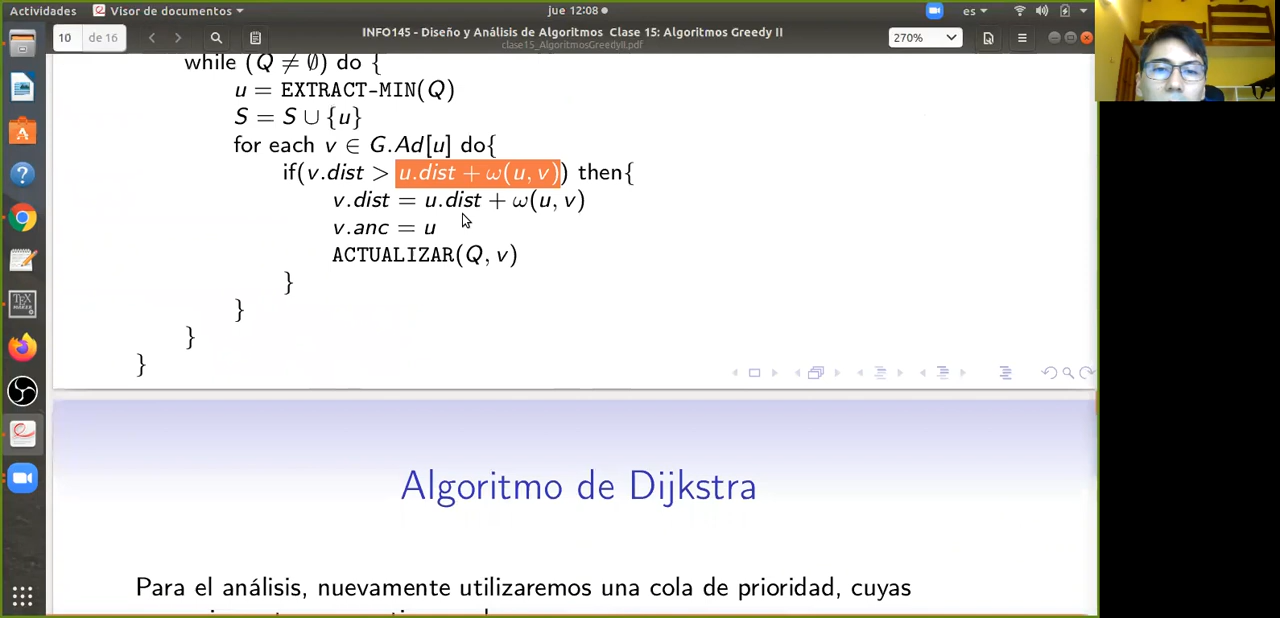 Actividades
Visor de documentos
jue 12:08
es
10
de 16
INFO145 - Diseño y Análisis de Algoritmos Clase 15: Algoritmos Greedy II
clase15_AlgoritmosGreedyII.pdf
270%
while (Q ≠ ∅) do {
u = EXTRACT-MIN(Q)
S = S ∪ {u}
for each v ∈ G.Ad[u] do{
if(v.dist > u.dist + ω(u, v)) then{
v.dist = u.dist + ω(u, v)
v.anc = u
ACTUALIZAR(Q, v)
}
}
}
}
Algoritmo de Dijkstra
Para el análisis, nuevamente utilizaremos una cola de prioridad, cuyas